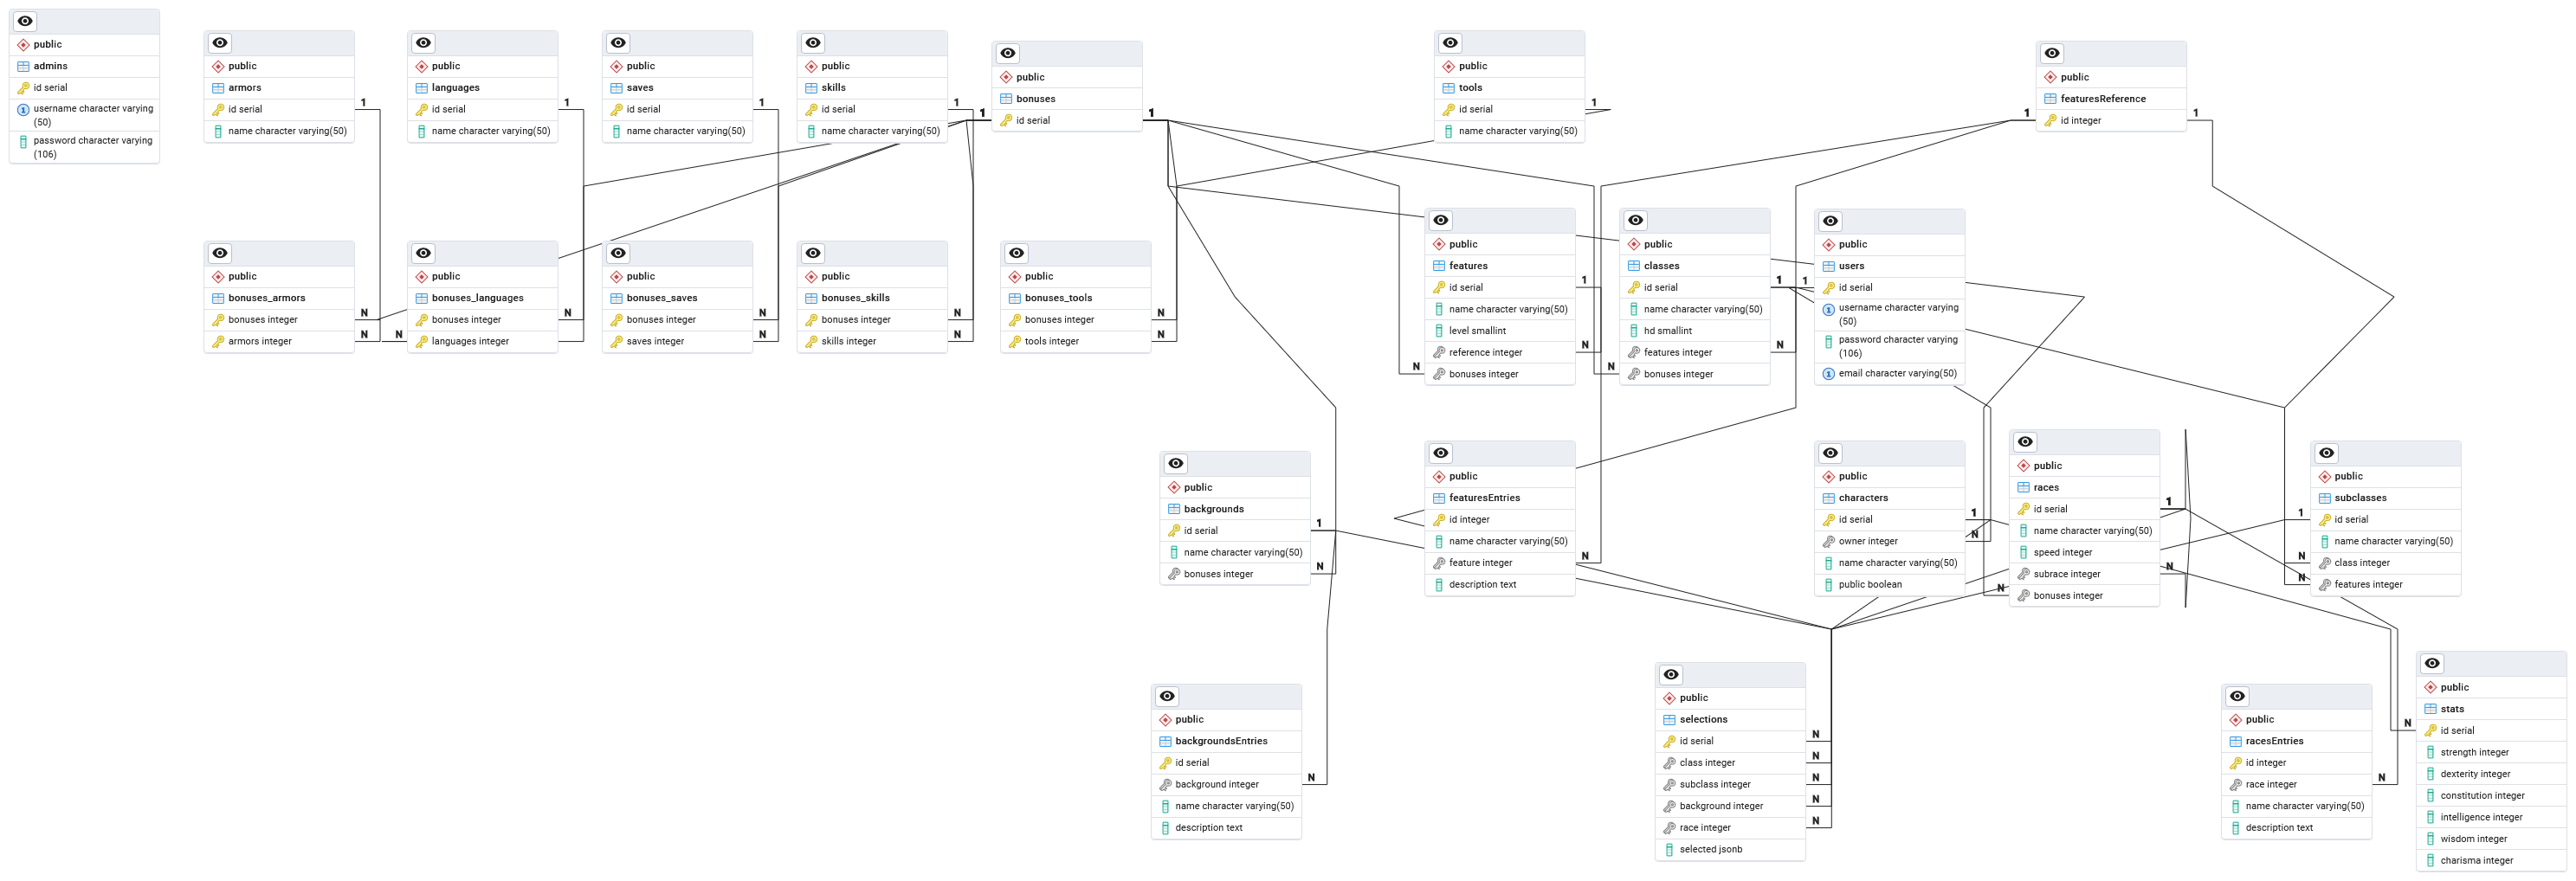 public
admins
id serial
username character varying
(50)
password character varying
(106)
public
armors
id serial
name character varying(50)
1
public
languages
id serial
name character varying(50)
1
public
saves
id serial
name character varying(50)
1
public
skills
id serial
name character varying(50)
1
1
public
bonuses
id serial
1
public
tools
id serial
name character varying(50)
1
1
public
featuresReference
id integer
1
public
bonuses_armors
bonuses integer
armors integer
N
N
N
public
bonuses_languages
bonuses integer
languages integer
N
public
bonuses_saves
bonuses integer
saves integer
N
N
public
bonuses_skills
bonuses integer
skills integer
N
N
public
bonuses_tools
bonuses integer
tools integer
N
N
public
features
id serial
name character varying(50)
level smallint
reference integer
bonuses integer
1
N
N
public
classes
id serial
name character varying(50)
hd smallint
features integer
bonuses integer
N
1
N
public
users
id serial
username character varying
(50)
password character varying
(106)
email character varying(50)
1
public
backgrounds
id serial
name character varying(50)
bonuses integer
1
N
public
featuresEntries
id integer
name character varying(50)
feature integer
description text
N
public
characters
id serial
owner integer
name character varying(50)
public boolean
1
N
public
races
id serial
name character varying(50)
speed integer
subrace integer
bonuses integer
1
N
N
public
subclasses
id serial
name character varying(50)
class integer
features integer
1
N
N
public
backgroundsEntries
id serial
background integer
name character varying(50)
description text
N
public
selections
id serial
class integer
subclass integer
background integer
race integer
selected jsonb
N
N
N
N
N
public
racesEntries
id integer
race integer
name character varying(50)
description text
N
public
stats
id serial
strength integer
dexterity integer
constitution integer
intelligence integer
wisdom integer
charisma integer
N